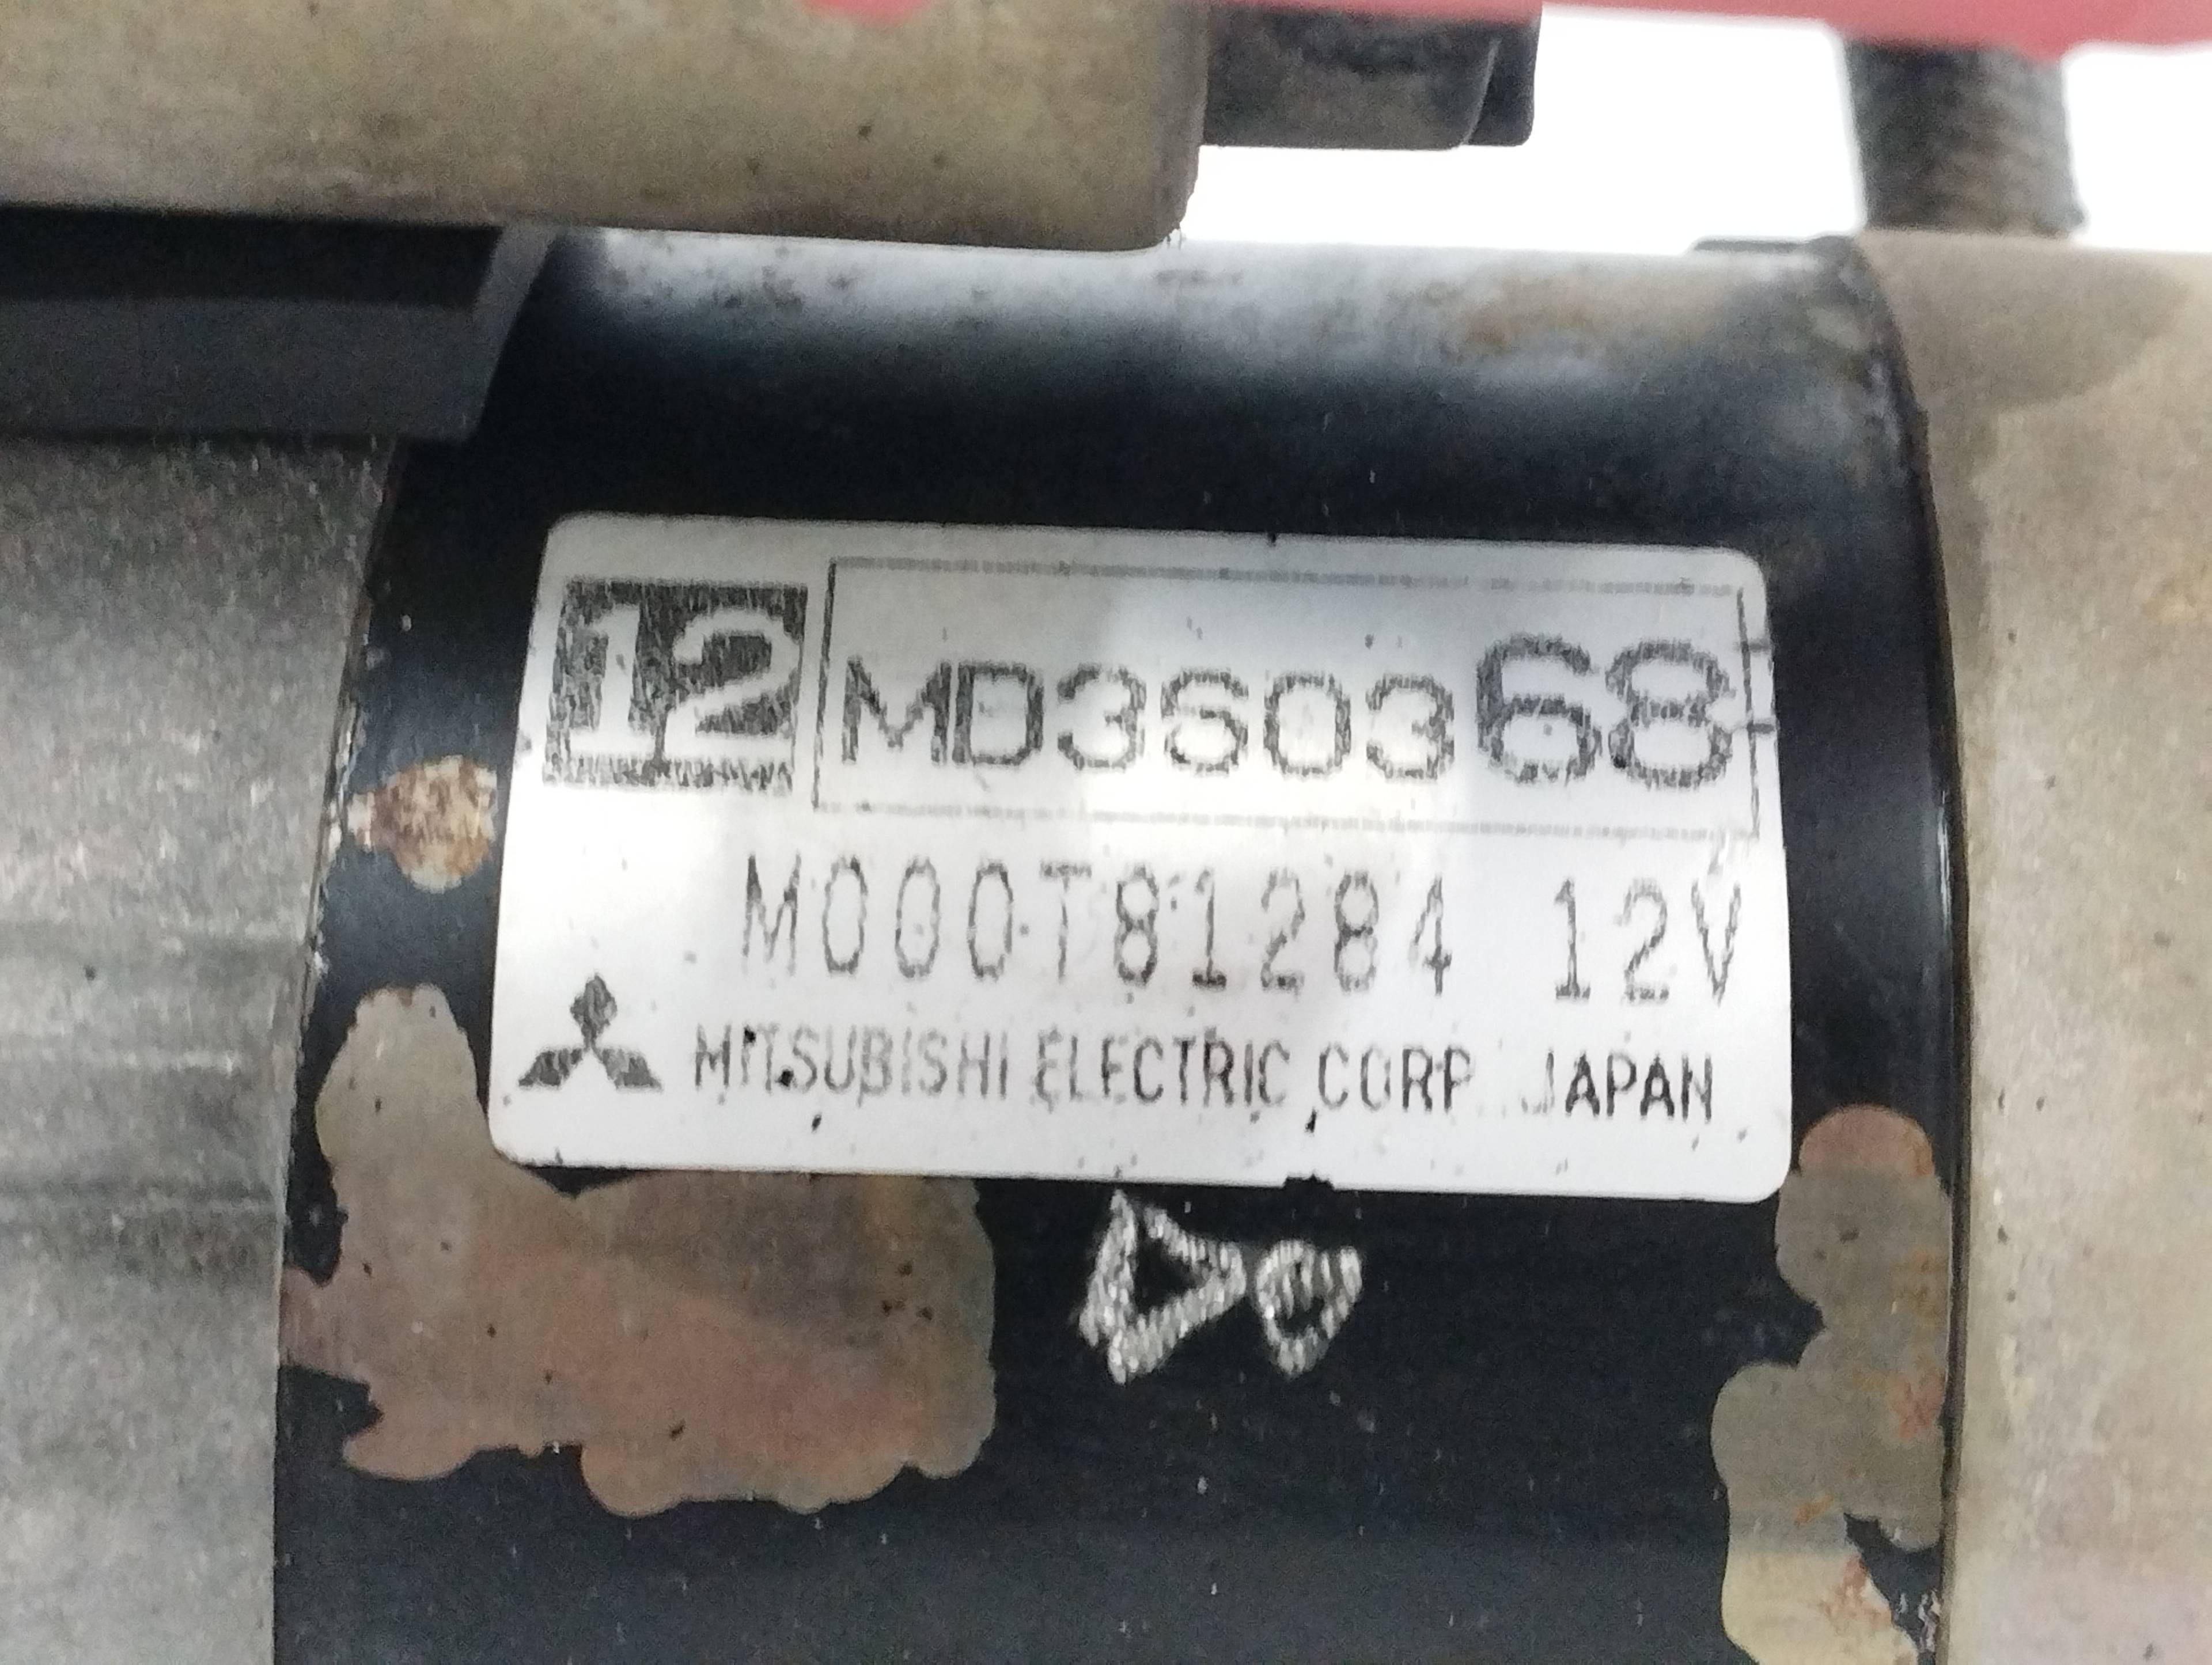 12 MD360368
M000T81284 12V
MITSUBISHI ELECTRIC CORP. JAPAN